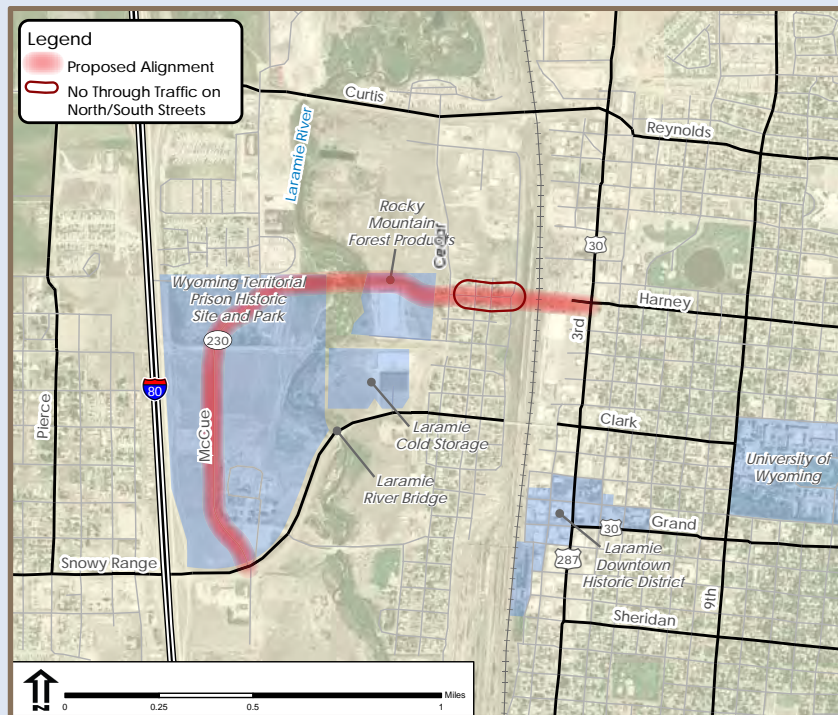 Legend
Proposed Alignment
No Through Traffic on
North/South Streets
Curtis
Reynolds
Laramie River
Rocky
Mountain
Forest Products
Cedar
30
Wyoming Territorial
Prison Historic
Site and Park
Harney
3rd
230
80
Pierce
McCue
Clark
Laramie
Cold Storage
University of
Wyoming
Laramie
River Bridge
30
Grand
Snowy Range
287
Laramie
Downtown
Historic District
9th
Sheridan
N
0
0.25
0.5
1
Miles